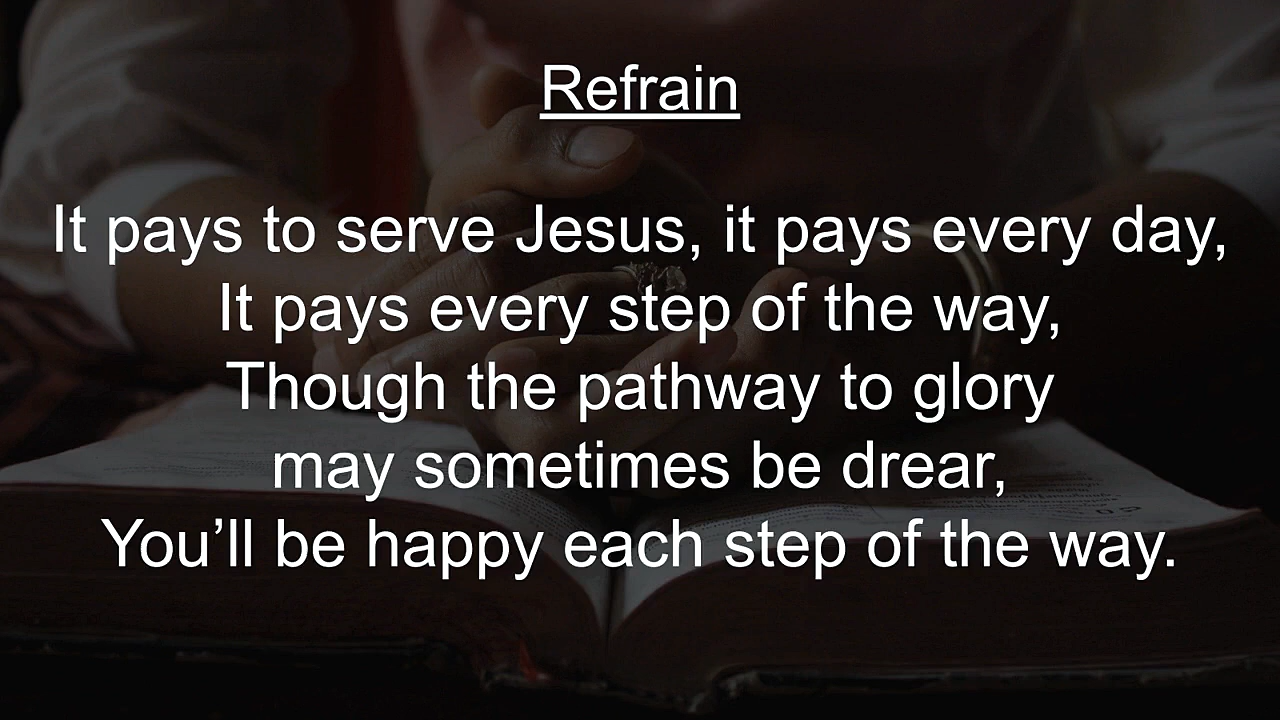 Refrain
It pays to serve Jesus, it pays every day,
It pays every step of the way,
Though the pathway to glory
may sometimes be drear,
You’ll be happy each step of the way.